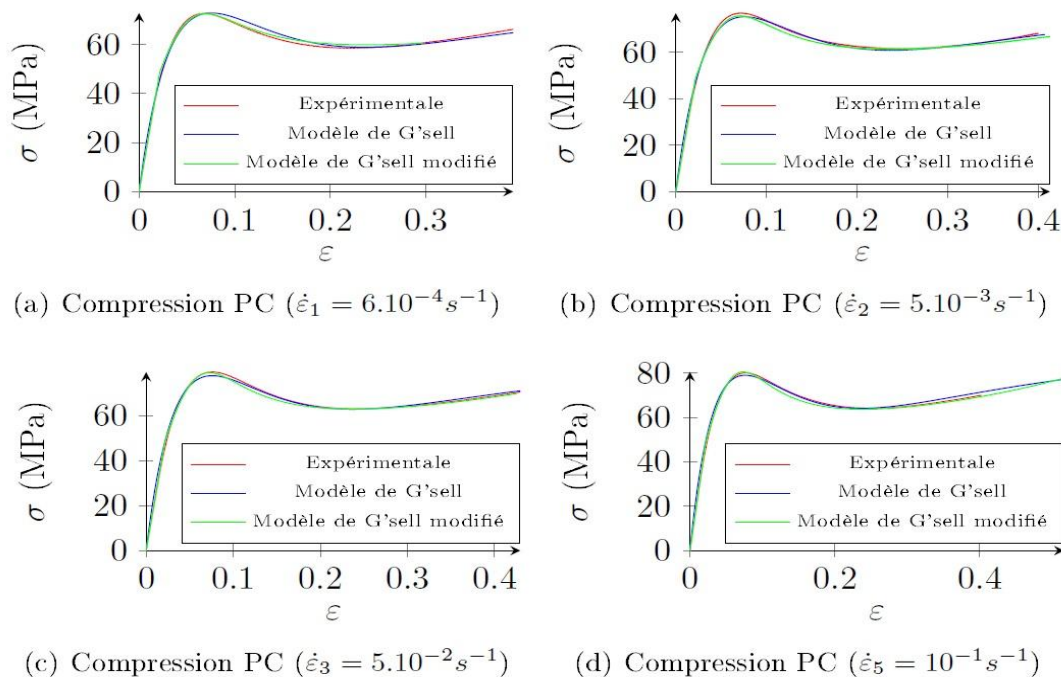 60
40
20
0
σ (MPa)
Expérimentale
Modèle de G'sell
Modèle de G'sell modifié
0 0.1 0.2 0.3
ε
(a) Compression PC (ε̇₁ = 6.10⁻⁴s⁻¹)
60
40
20
0
σ (MPa)
Expérimentale
Modèle de G'sell
Modèle de G'sell modifié
0 0.1 0.2 0.3 0.4
ε
(b) Compression PC (ε̇₂ = 5.10⁻³s⁻¹)
60
40
20
0
σ (MPa)
Expérimentale
Modèle de G'sell
Modèle de G'sell modifié
0 0.1 0.2 0.3 0.4
ε
(c) Compression PC (ε̇₃ = 5.10⁻²s⁻¹)
80
60
40
20
0
σ (MPa)
Expérimentale
Modèle de G'sell
Modèle de G'sell modifié
0 0.2 0.4
ε
(d) Compression PC (ε̇₅ = 10⁻¹s⁻¹)